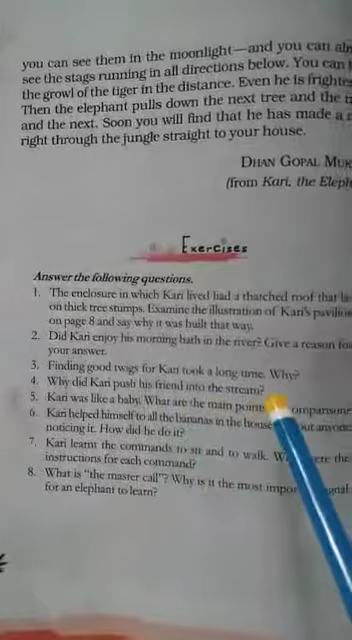 you can see them in the moonlight—and you can
see the stags running in all directions below. You can
the growl of the tiger in the distance. Even he is
Then the elephant pulls down the next tree and the
and the next. Soon you will find that he has made a
right through the jungle straight to your house.
DHAN GOPAL
(from Kari, the
Exercises
Answer the following questions.
1. The enclosure in which Kari lived had a thatched roof that
on thick tree stumps. Examine the illustration of Kari's
on page 8 and say why it was built that way.
2. Did Kari enjoy his morning bath in the river? Give a reason
your answer.
3. Finding good twigs for Kari took a long time. Why?
4. Why did Kari push his friend into the stream?
5. Kari was like a baby. What are the main
6. Kari helped himself to all the bananas in the house
noticing it. How did he do it?
7. Kari learnt the commands to sit and to walk. the
instructions for each command?
8. What is "the master call"? Why is it the most
for an elephant to learn?